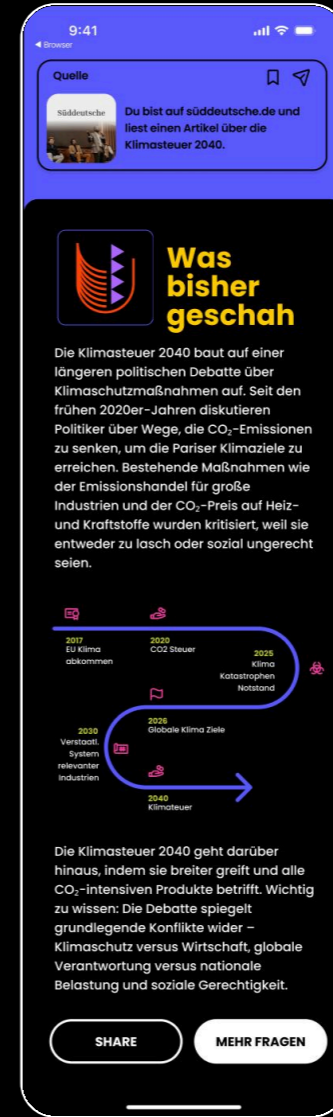 9:41
Browser
Quelle
Süddeutsche
Du bist auf süddeutsche.de und
liest einen Artikel über die
Klimasteuer 2040.
Was
bisher
geschah
Die Klimasteuer 2040 baut auf einer
längeren politischen Debatte über
Klimaschutzmaßnahmen auf. Seit den
frühen 2020er-Jahren diskutieren
Politiker über Wege, die CO₂-Emissionen
zu senken, um die Pariser Klimaziele zu
erreichen. Bestehende Maßnahmen wie
der Emissionshandel für große
Industrien und der CO₂-Preis auf Heiz-
und Kraftstoffe wurden kritisiert, weil sie
entweder zu lasch oder sozial ungerecht
seien.
2017
EU Klima
abkommen
2020
CO2 Steuer
2025
Klima
Katastrophen
Notstand
2026
Globale Klima Ziele
2030
Verstaatl.
System
relevanter
Industrien
2040
Klimateuer
Die Klimasteuer 2040 geht darüber
hinaus, indem sie breiter greift und alle
CO₂-intensiven Produkte betrifft. Wichtig
zu wissen: Die Debatte spiegelt
grundlegende Konflikte wider –
Klimaschutz versus Wirtschaft, globale
Verantwortung versus nationale
Belastung und soziale Gerechtigkeit.
SHARE
MEHR FRAGEN